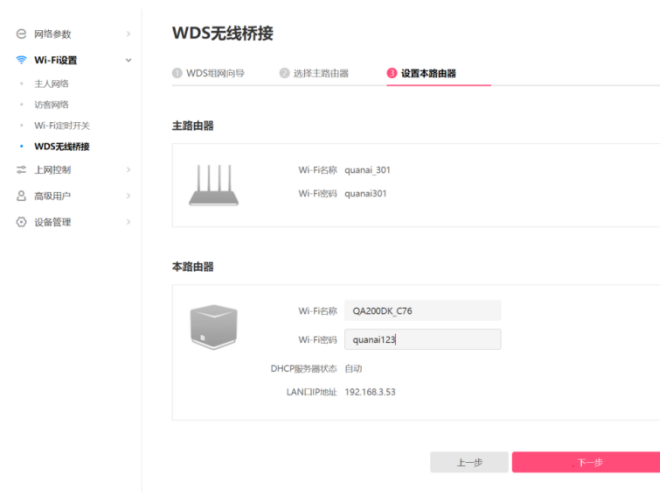 WDS无线桥接
网络参数
Wi-Fi设置
主人网络
访客网络
Wi-Fi定时开关
WDS无线桥接
上网控制
高级用户
设备管理
1 WDS组网向导
2 选择主路由器
3 设置本路由器
主路由器
Wi-Fi名称 quanai_301
Wi-Fi密码 quanai301
本路由器
Wi-Fi名称 QA200DK_C76
Wi-Fi密码 quanai123
DHCP服务器状态 自动
LAN口IP地址 192.168.3.53
上一步
下一步